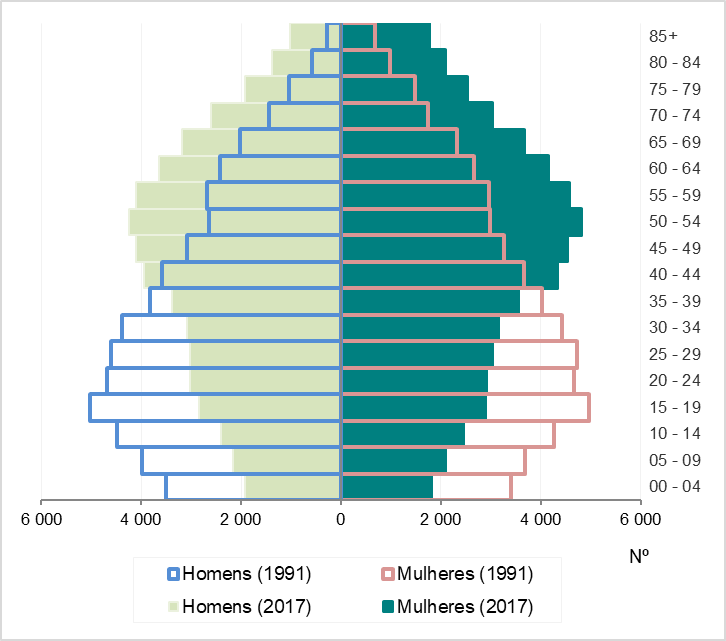 85+
80 - 84
75 - 79
70 - 74
65 - 69
60 - 64
55 - 59
50 - 54
45 - 49
40 - 44
35 - 39
30 - 34
25 - 29
20 - 24
15 - 19
10 - 14
05 - 09
00 - 04
6 000 4 000 2 000 0 2 000 4 000 6 000
Nº
Homens (1991) Mulheres (1991)
Homens (2017) Mulheres (2017)